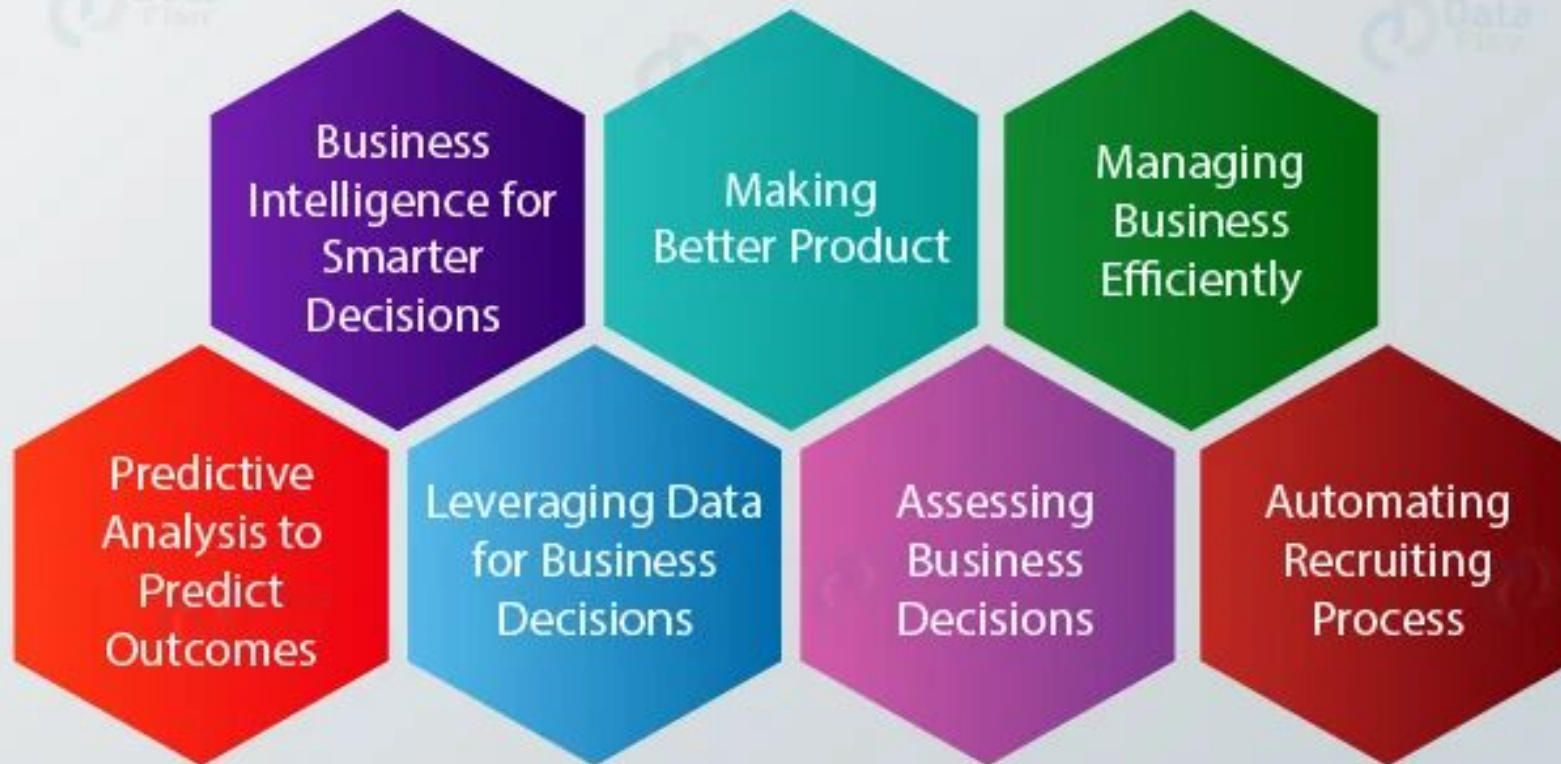 Business
Intelligence for
Smarter
Decisions
Making
Better Product
Managing
Business
Efficiently
Predictive
Analysis to
Predict
Outcomes
Leveraging Data
for Business
Decisions
Assessing
Business
Decisions
Automating
Recruiting
Process
Data